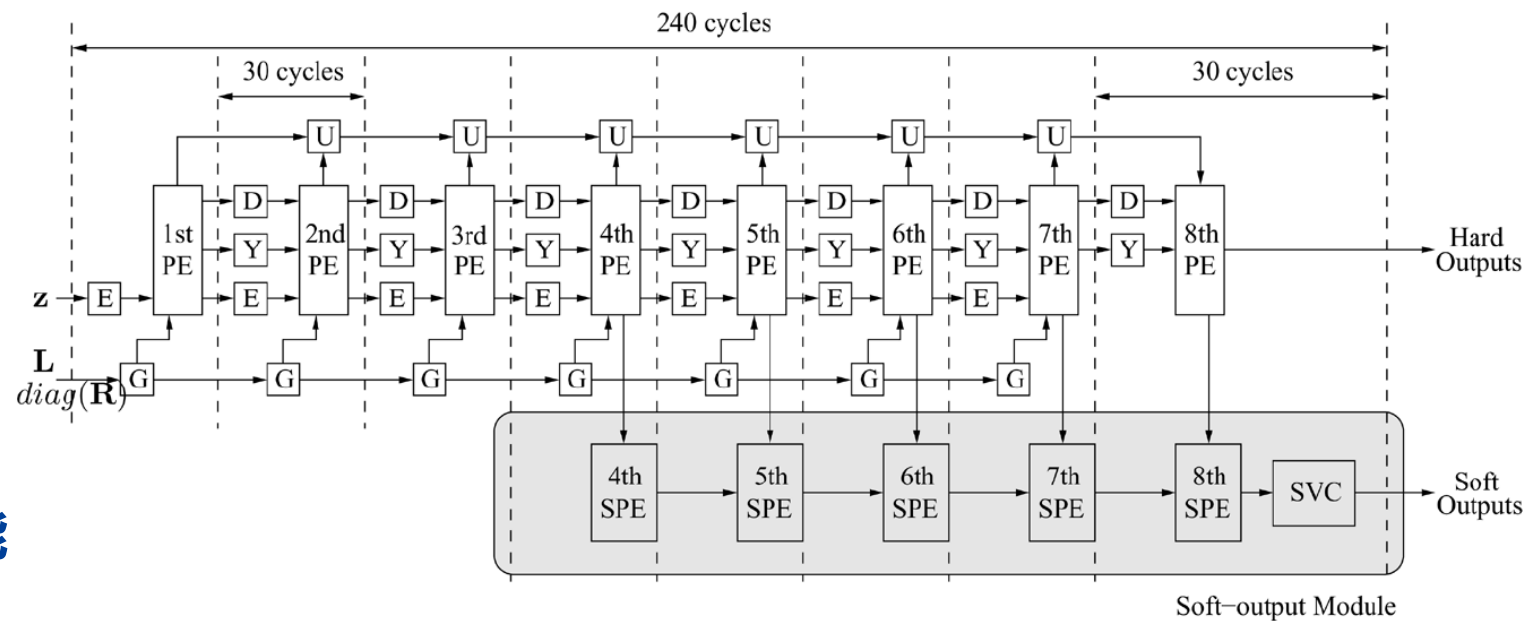 240 cycles
30 cycles
30 cycles
U
U
U
U
U
U
D
D
D
D
D
D
D
1st
PE
2nd
PE
3rd
PE
4th
PE
5th
PE
6th
PE
7th
PE
8th
PE
Y
Y
Y
Y
Y
Y
Y
Hard
Outputs
z
E
E
E
E
E
E
E
L
diag(R)
G
G
G
G
G
G
G
4th
SPE
5th
SPE
6th
SPE
7th
SPE
8th
SPE
SVC
Soft
Outputs
Soft-output Module